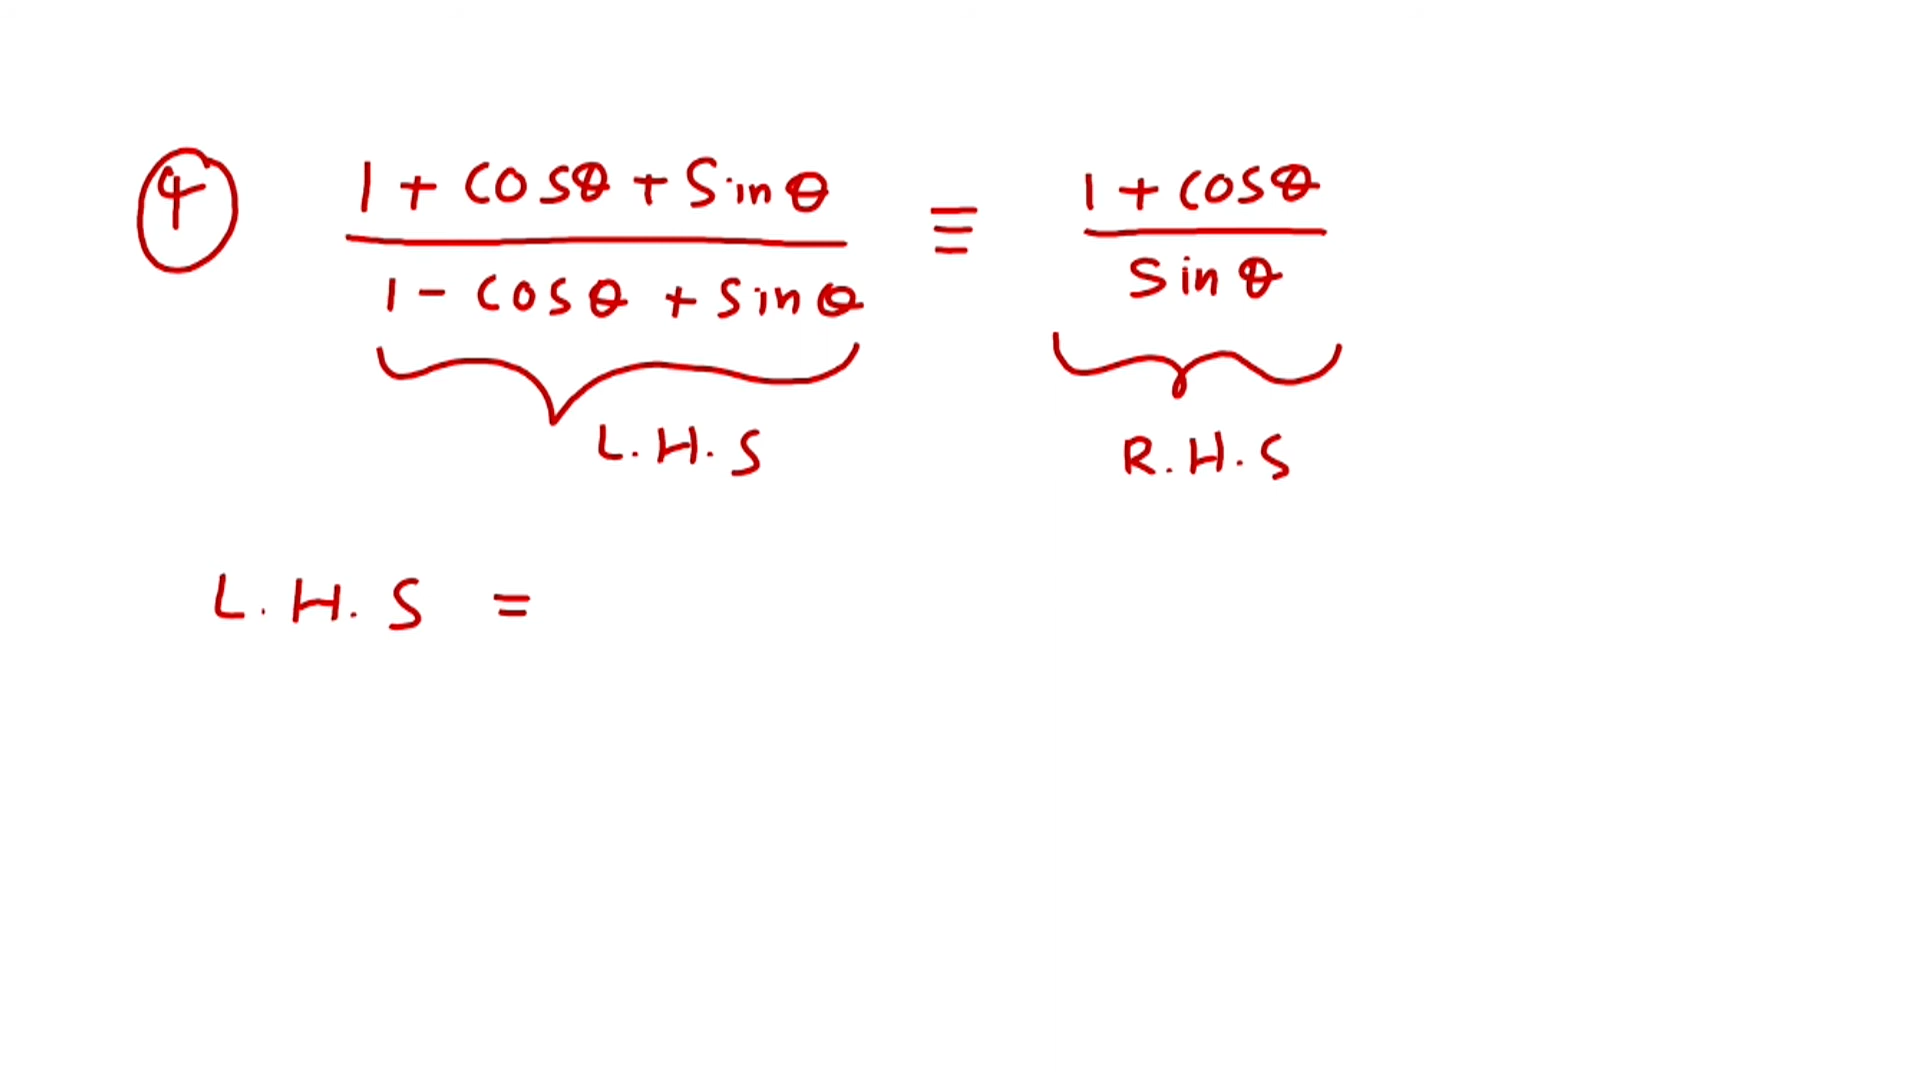 ④ 1 + cosθ + Sinθ ≡ 1 + cosθ
1 - cosθ + sinθ sinθ
L.H.S R.H.S
L.H.S =